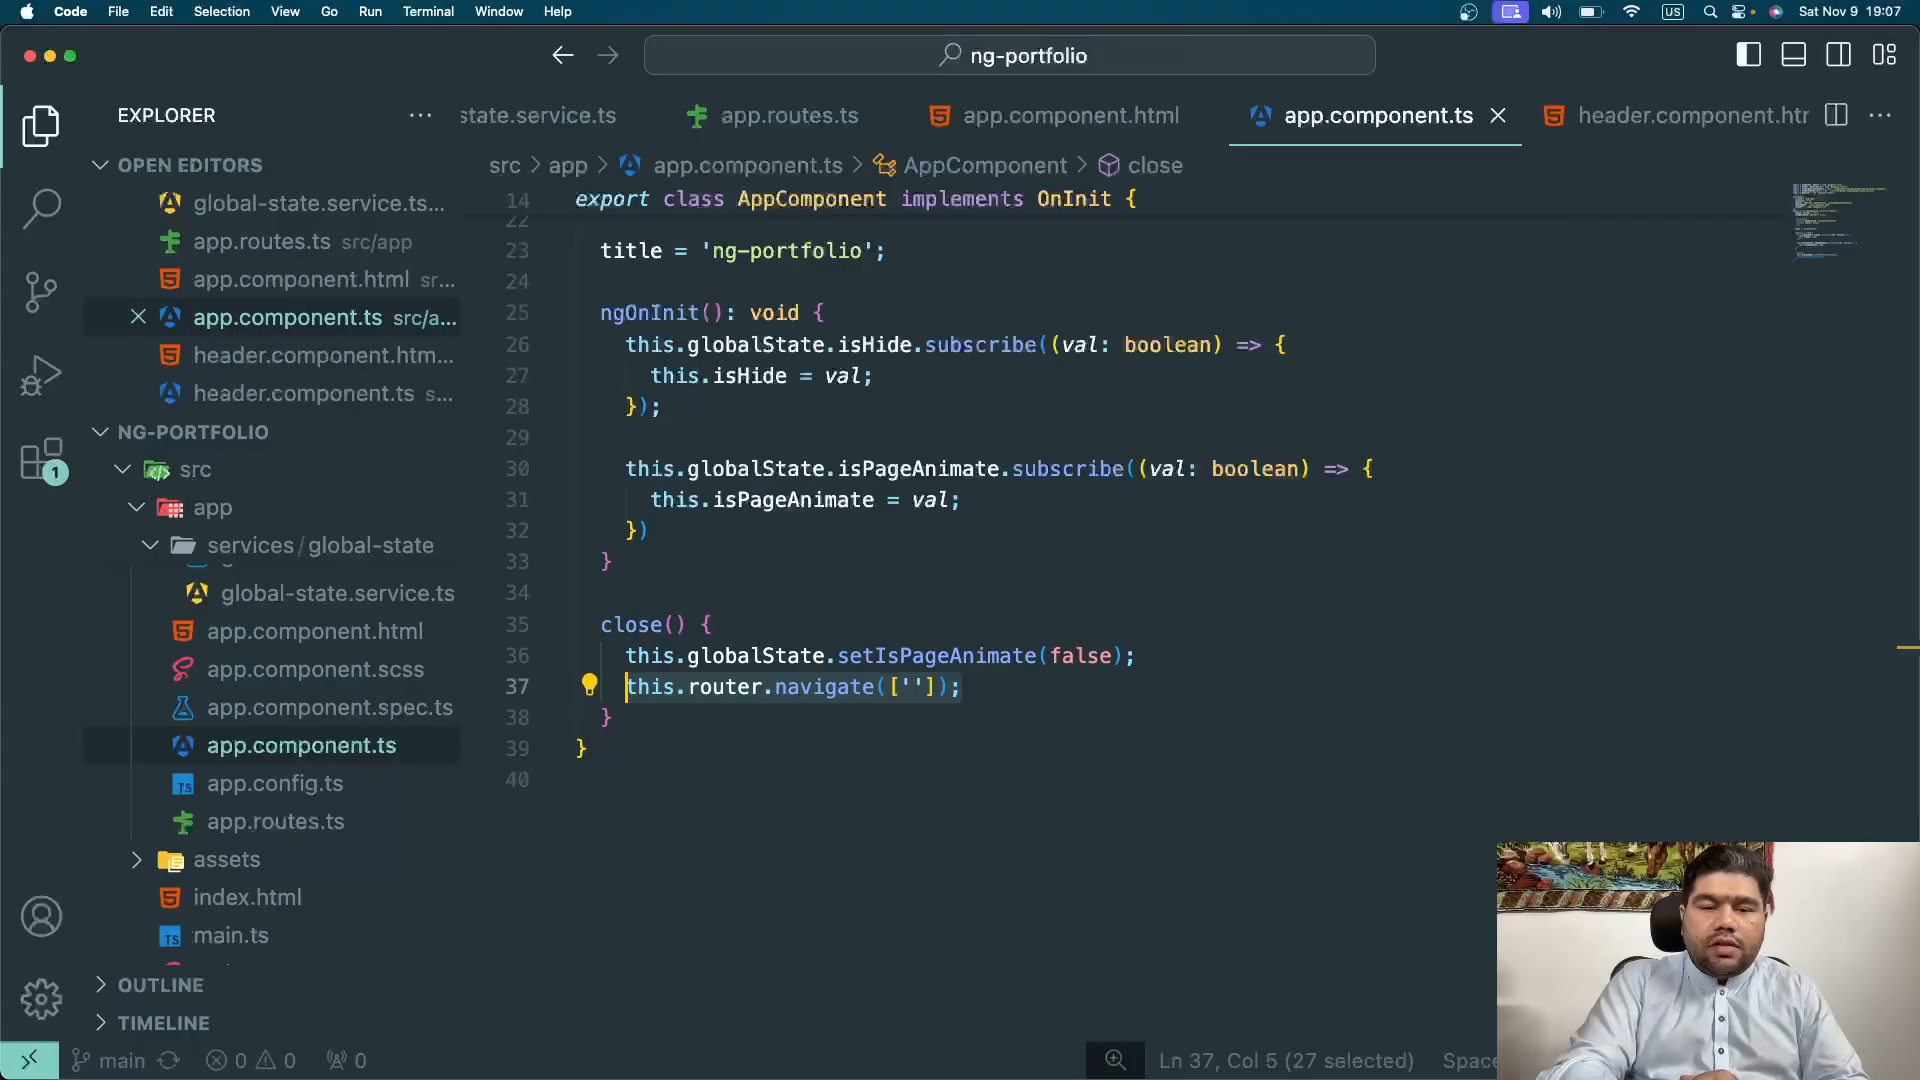 Code File Edit Selection View Go Run Terminal Window Help US Sat Nov 9 19:07
ng-portfolio
EXPLORER
state.service.ts app.routes.ts app.component.html app.component.ts header.component.htr
OPEN EDITORS
src > app > app.component.ts > AppComponent > close
global-state.service.ts...
app.routes.ts src/app
app.component.html sr...
app.component.ts src/a...
header.component.htm...
header.component.ts s...
NG-PORTFOLIO
src
app
services/global-state
global-state.service.ts
app.component.html
app.component.scss
app.component.spec.ts
app.component.ts
app.config.ts
app.routes.ts
assets
index.html
main.ts
OUTLINE
TIMELINE
1
14 export class AppComponent implements OnInit {
22
23 title = 'ng-portfolio';
24
25 ngOnInit(): void {
26 this.globalState.isHide.subscribe((val: boolean) => {
27 this.isHide = val;
28 });
29
30 this.globalState.isPageAnimate.subscribe((val: boolean) => {
31 this.isPageAnimate = val;
32 })
33 }
34
35 close() {
36 this.globalState.setIsPageAnimate(false);
37 this.router.navigate(['']);
38 }
39 }
40
main 0 0 0 Ln 37, Col 5 (27 selected) Space